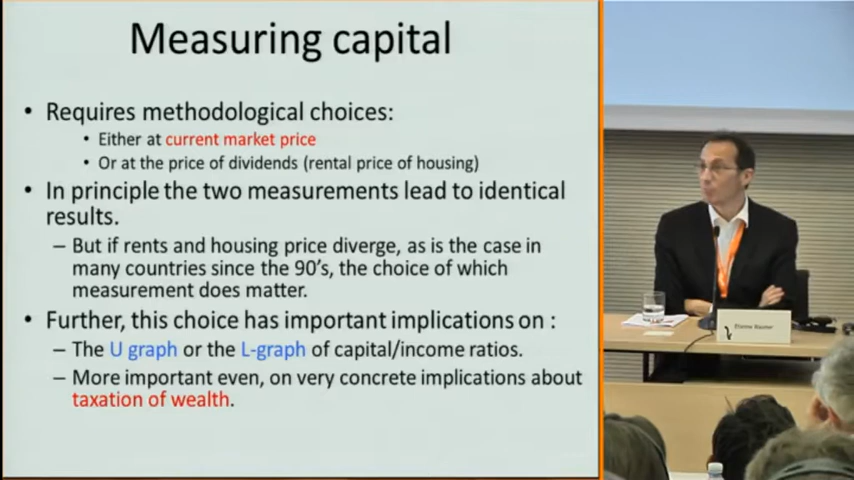 Measuring capital
• Requires methodological choices:
• Either at current market price
• Or at the price of dividends (rental price of housing)
• In principle the two measurements lead to identical
results.
– But if rents and housing price diverge, as is the case in
many countries since the 90's, the choice of which
measurement does matter.
• Further, this choice has important implications on :
– The U graph or the L-graph of capital/income ratios.
– More important even, on very concrete implications about
taxation of wealth.
Etienne Wasmer